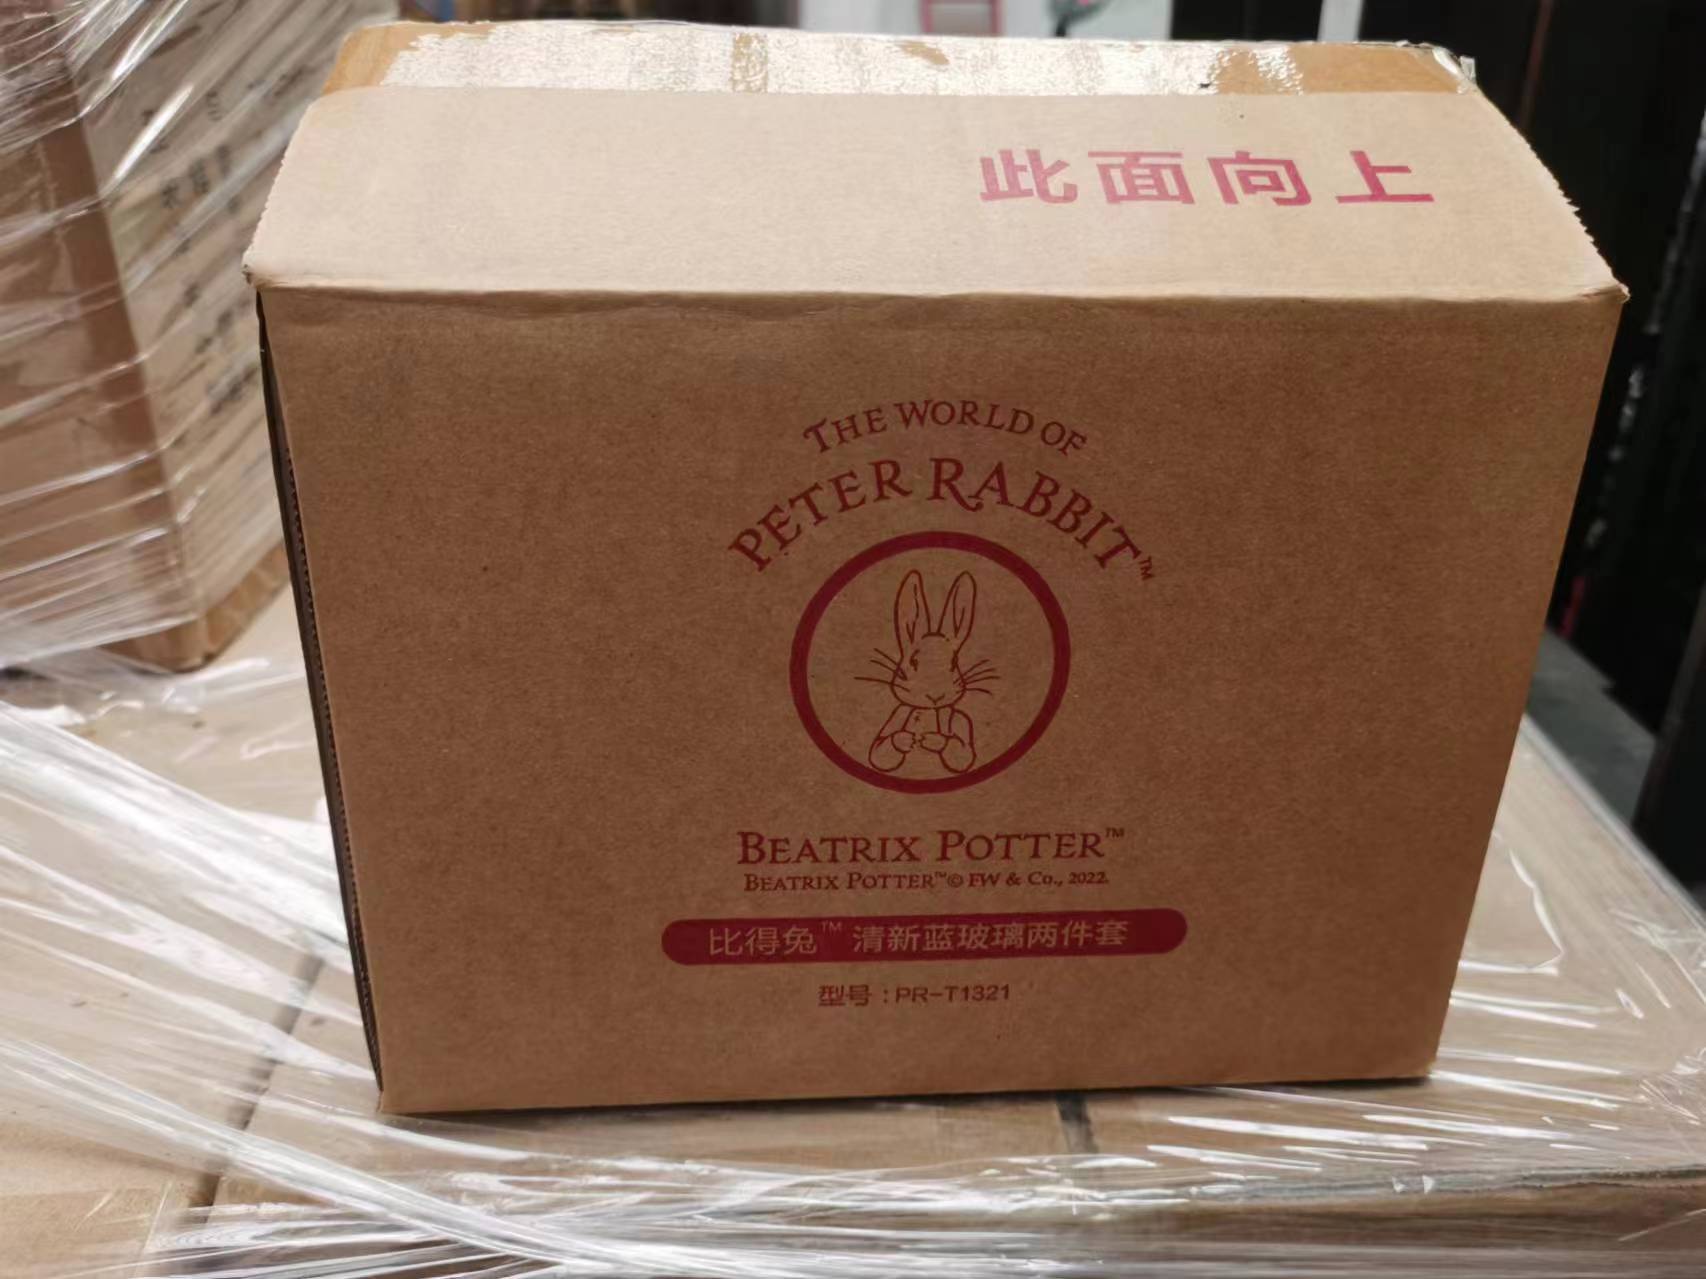 此面向上
THE WORLD OF
PETER RABBIT™
BEATRIX POTTER™
BEATRIX POTTER™© FW & Co., 2022.
比得兔™ 清新蓝玻璃两件套
型号：PR-T1321